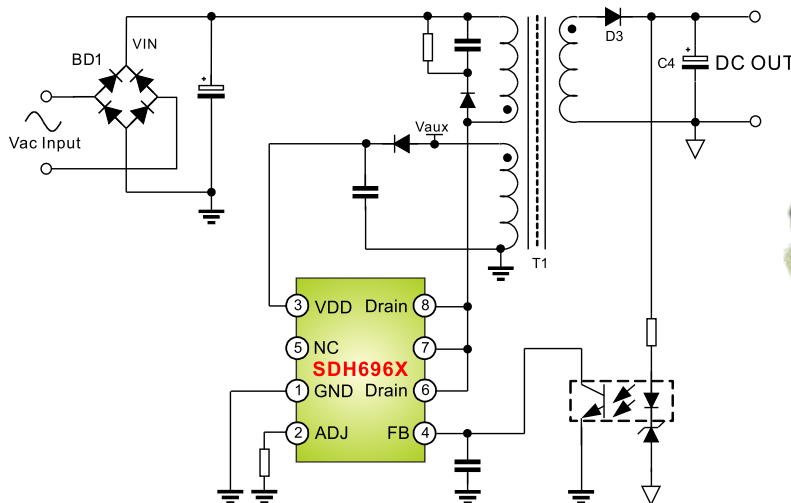 BD1
VIN
Vac Input
+
Vaux
T1
D3
+
C4
DC OUT
3 VDD
Drain 8
5 NC
7
SDH696X
1 GND
Drain 6
2 ADJ
FB 4